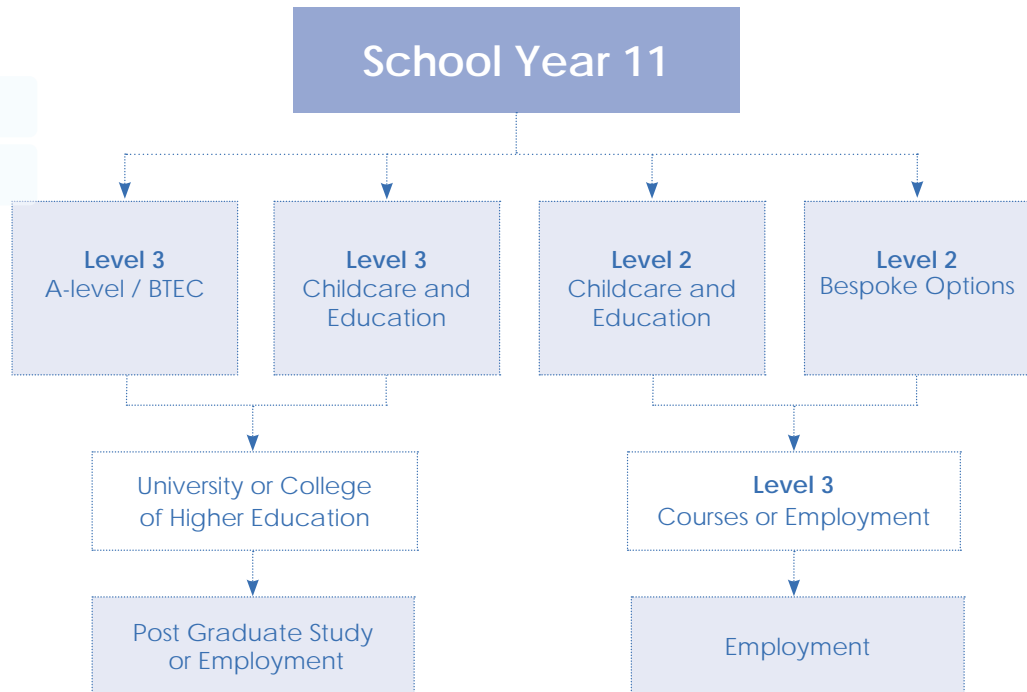 School Year 11
Level 3
A-level / BTEC
Level 3
Childcare and
Education
Level 2
Childcare and
Education
Level 2
Bespoke Options
University or College
of Higher Education
Level 3
Courses or Employment
Post Graduate Study
or Employment
Employment